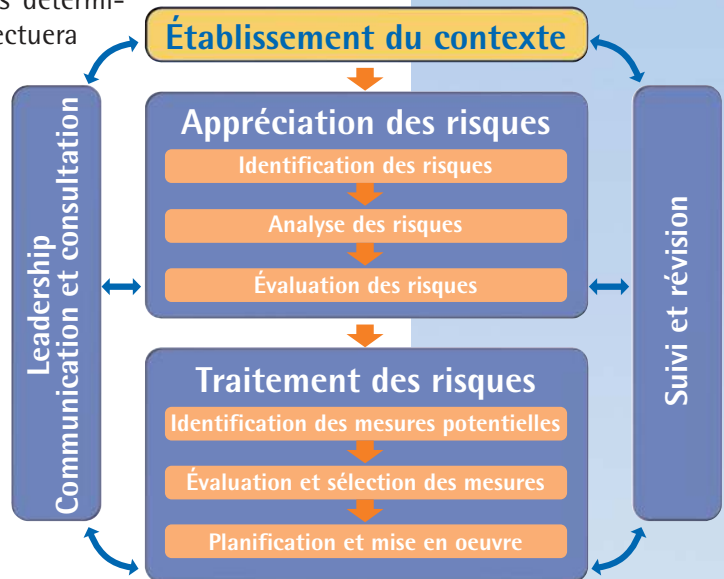 s détermi-
ectuera
Établissement du contexte
Leadership
Communication et consultation
Appréciation des risques
Identification des risques
Analyse des risques
Évaluation des risques
Traitement des risques
Identification des mesures potentielles
Évaluation et sélection des mesures
Planification et mise en oeuvre
Suivi et révision